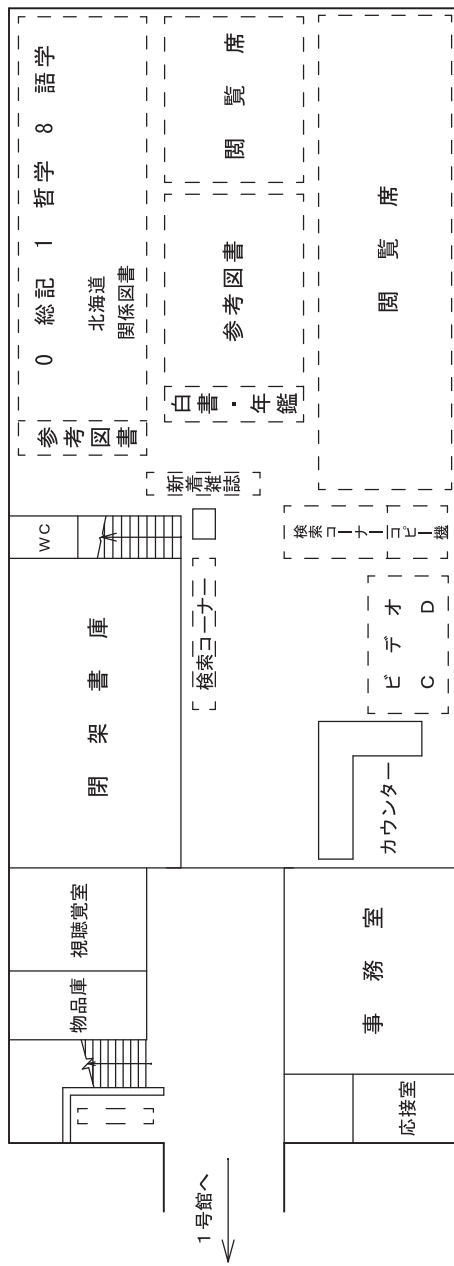 0 総記 1 哲学 8 語学
北海道
関係図書
参考図書
閲覧席
参考図書
白書・年鑑
閲覧席
新着雑誌
WC
閉架書庫
検索コーナー
検索コーナー
コピー機
ビデオ
CD
カウンター
視聴覚室
物品庫
事務室
応接室
1号館へ